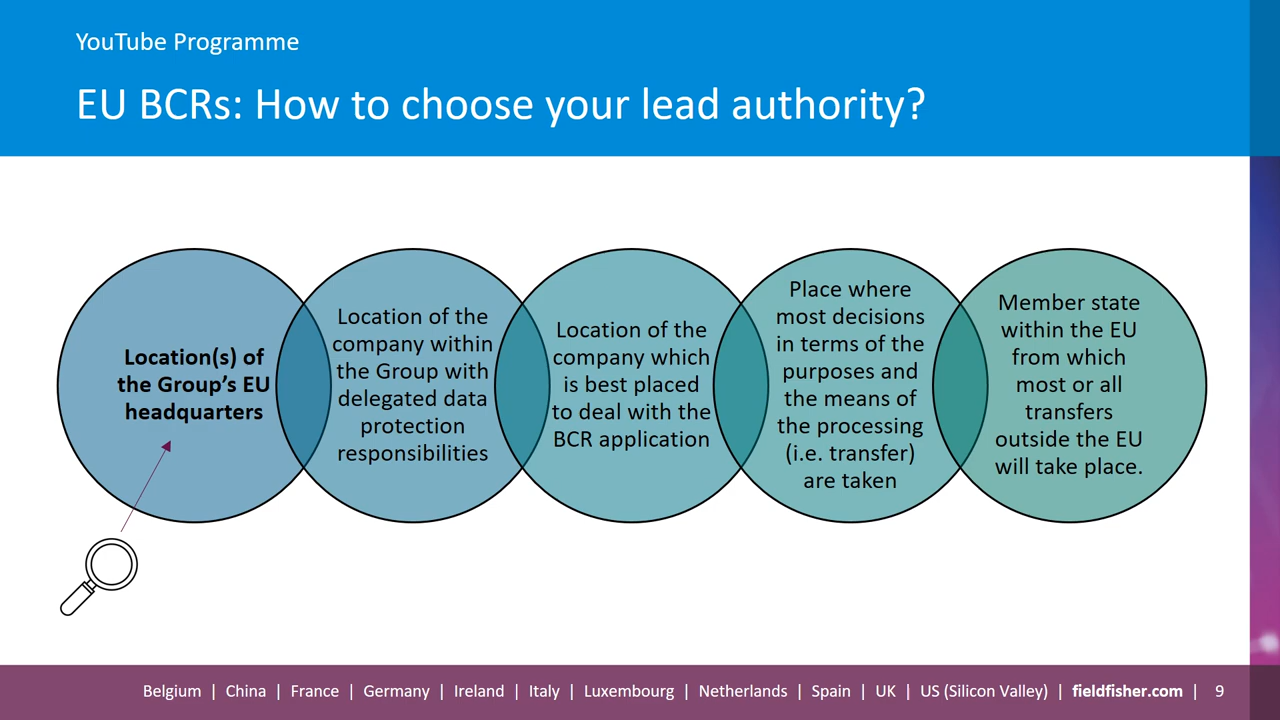 YouTube Programme
EU BCRs: How to choose your lead authority?
Location(s) of
the Group's EU
headquarters
Location of the
company within
the Group with
delegated data
protection
responsibilities
Location of the
company which
is best placed
to deal with the
BCR application
Place where
most decisions
in terms of the
purposes and
the means of
the processing
(i.e. transfer)
are taken
Member state
within the EU
from which
most or all
transfers
outside the EU
will take place.
Belgium | China | France | Germany | Ireland | Italy | Luxembourg | Netherlands | Spain | UK | US (Silicon Valley) | fieldfisher.com | 9